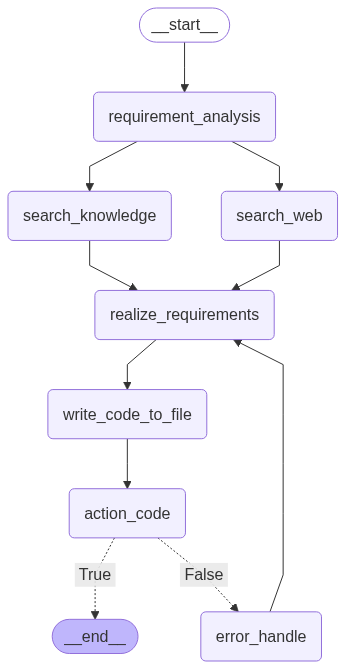 __start__
requirement_analysis
search_knowledge
search_web
realize_requirements
write_code_to_file
action_code
True
False
__end__
error_handle